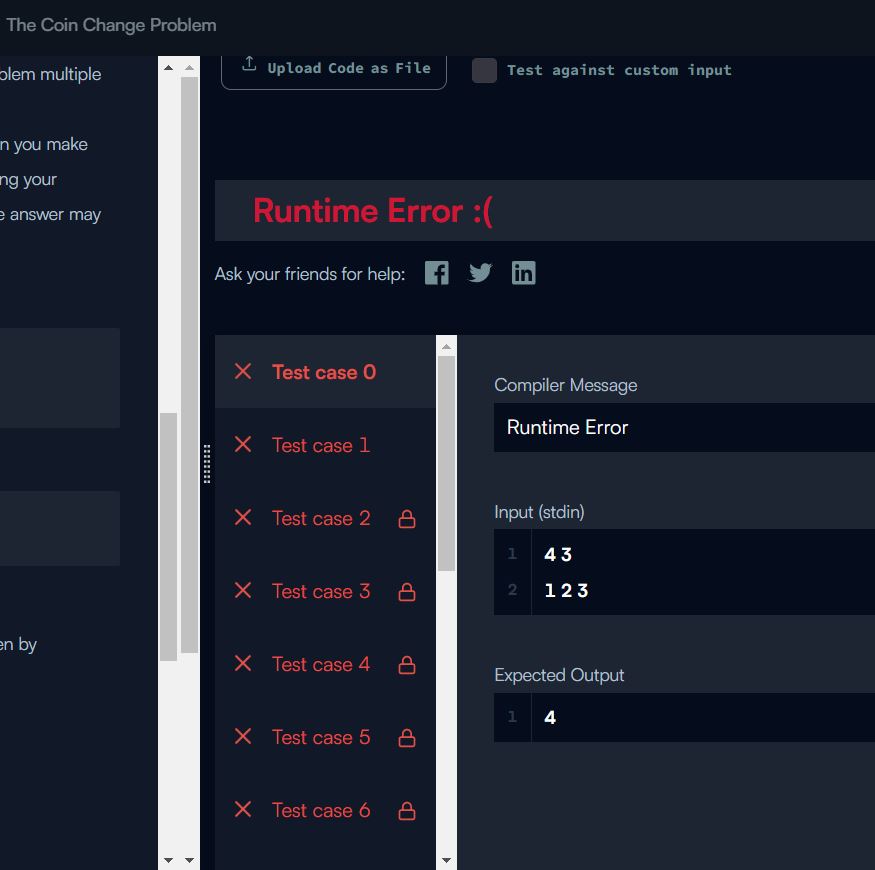 The Coin Change Problem
blem multiple
n you make
ng your
e answer may
en by
Upload Code as File
Test against custom input
Runtime Error :(
Ask your friends for help:
Test case 0
Test case 1
Test case 2
Test case 3
Test case 4
Test case 5
Test case 6
Compiler Message
Runtime Error
Input (stdin)
1 4 3
2 1 2 3
Expected Output
1 4